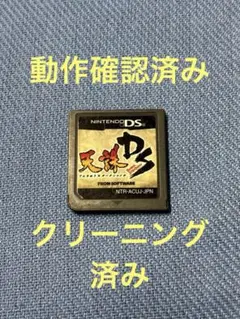 動作確認済み
NINTENDO DS
天誅DS
FROM SOFTWARE
NTR-ACUJ-JPN
クリーニング
済み